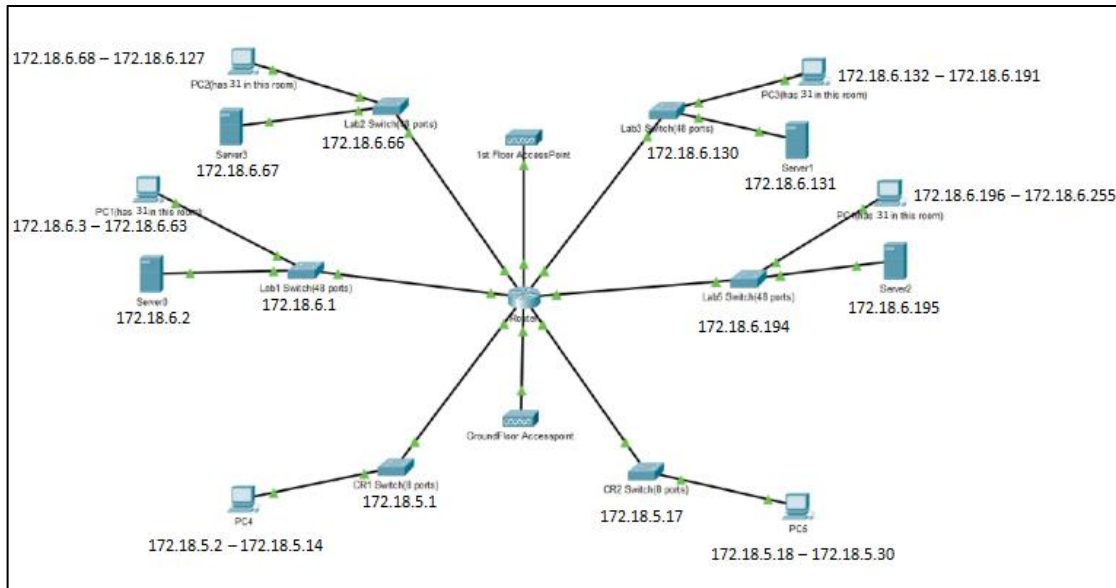 172.18.6.68 – 172.18.6.127
PC2(has 31 in this room)
Lab2 Switch(48 ports)
172.18.6.66
Server3
172.18.6.67
172.18.6.132 – 172.18.6.191
PC3(has 31 in this room)
Lab3 Switch(48 ports)
172.18.6.130
Server1
172.18.6.131
1st Floor AccessPoint
PC1(has 31 in this room)
172.18.6.3 – 172.18.6.63
Server0
172.18.6.2
Lab1 Switch(48 ports)
172.18.6.1
172.18.6.196 – 172.18.6.255
(has 31 in this room)
Lab5 Switch(48 ports)
172.18.6.194
Server2
172.18.6.195
Router
GroundFloor Accesspoint
CR1 Switch(8 ports)
172.18.5.1
PC4
172.18.5.2 – 172.18.5.14
CR2 Switch(8 ports)
172.18.5.17
PC5
172.18.5.18 – 172.18.5.30